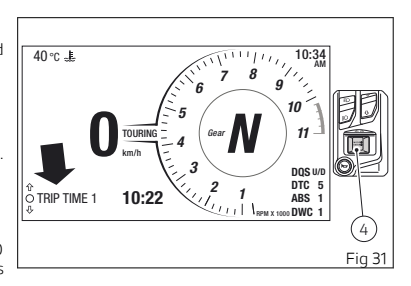 40 °C
10:34
AM
6 7 8 9
5 10
TOURING 4 11
0 Gear N
km/h 3
2 1
RPM X 1000
DQS U/D
DTC 5
ABS 1
DWC 1
TRIP TIME 1 10:22
4
Fig 31